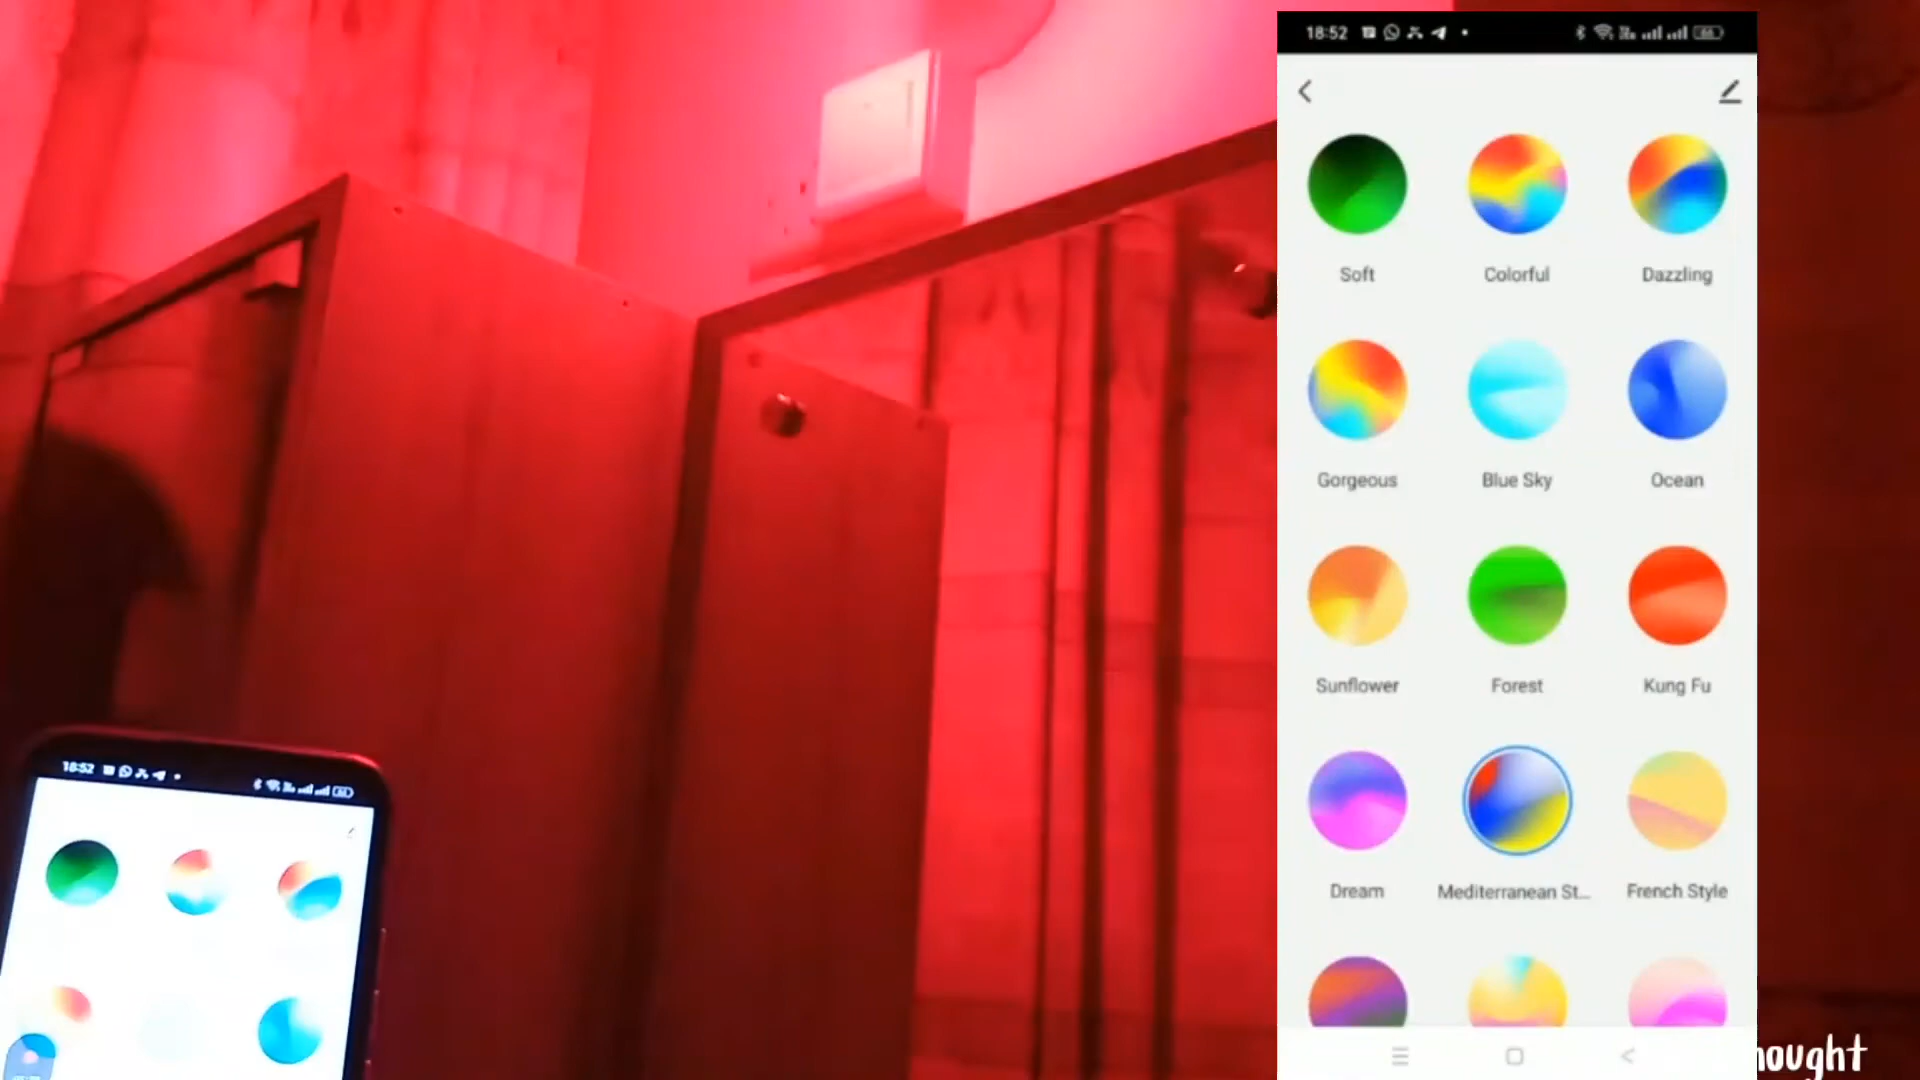 18:52
Soft Colorful Dazzling
Gorgeous Blue Sky Ocean
Sunflower Forest Kung Fu
Dream Mediterranean St... French Style
18:52
hought